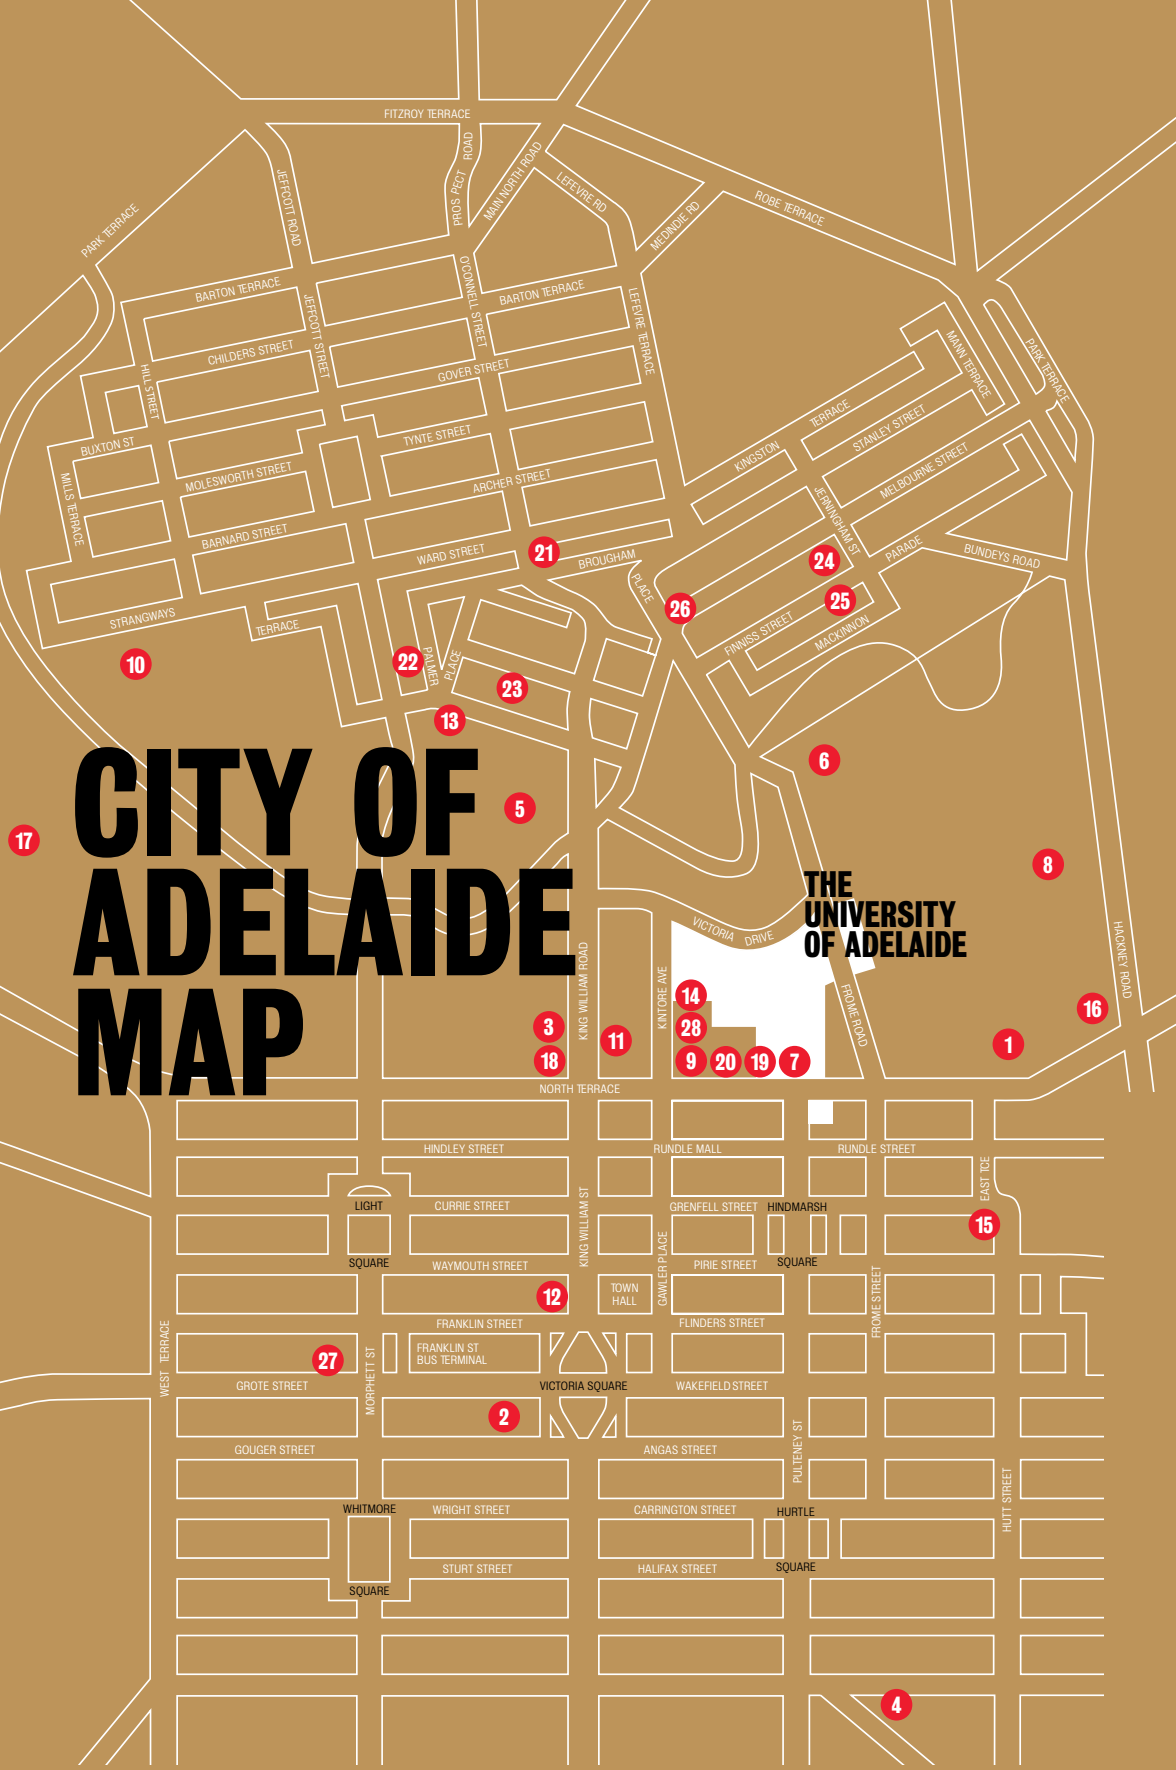 FITZROY TERRACE
PROSPECT ROAD
MAIN NORTH ROAD
LEFEVRE RD
MEDINDIE RD
ROBE TERRACE
PARK TERRACE
JEFFCOTT ROAD
BARTON TERRACE
O'CONNELL STREET
BARTON TERRACE
LEFEVRE TERRACE
JEFFCOTT STREET
CHILDERS STREET
GOVER STREET
HILL STREET
MANN TERRACE
PARK TERRACE
BUXTON ST
TYNTE STREET
KINGSTON TERRACE
STANLEY STREET
MELBOURNE STREET
MOLESWORTH STREET
ARCHER STREET
MILLS TERRACE
JERNINGHAM ST
BARNARD STREET
WARD STREET
21
BROUGHAM
PLACE
24
PARADE
BUNDEYS ROAD
25
26
FINNISS STREET
MACKINNON
STRANGWAYS
TERRACE
10
22
PALMER
PLACE
23
13
CITY OF
ADELAIDE
MAP
17
5
6
8
THE
UNIVERSITY
OF ADELAIDE
VICTORIA DRIVE
KING WILLIAM ROAD
KINTORE AVE
FROME ROAD
HACKNEY ROAD
14
28
9
20
19
7
3
18
11
16
1
NORTH TERRACE
HINDLEY STREET
RUNDLE MALL
RUNDLE STREET
EAST TCE
LIGHT
SQUARE
CURRIE STREET
KING WILLIAM ST
GRENFELL STREET
HINDMARSH
SQUARE
15
WAYMOUTH STREET
GAWLER PLACE
PIRIE STREET
12
TOWN
HALL
FROME STREET
FRANKLIN STREET
FLINDERS STREET
WEST TERRACE
27
MORPHETT ST
FRANKLIN ST
BUS TERMINAL
GROTE STREET
VICTORIA SQUARE
WAKEFIELD STREET
2
PULTENEY ST
GOUGER STREET
ANGAS STREET
HUTT STREET
WHITMORE
SQUARE
WRIGHT STREET
CARRINGTON STREET
HURTLE
SQUARE
STURT STREET
HALIFAX STREET
4